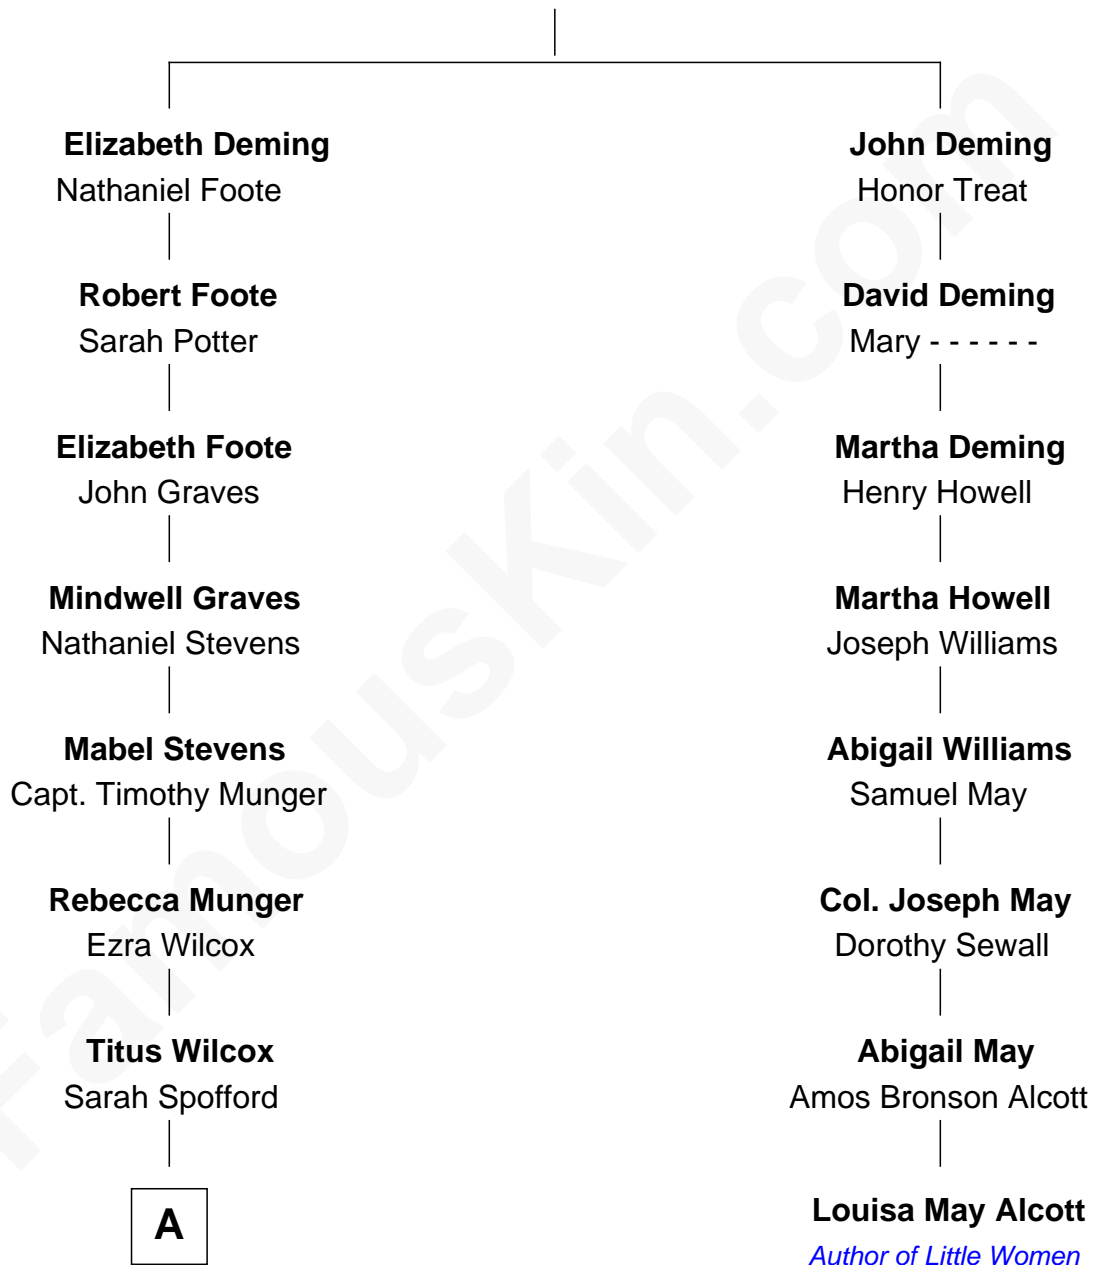 Elizabeth Deming
Nathaniel Foote
Robert Foote
Sarah Potter
Elizabeth Foote
John Graves
Mindwell Graves
Nathaniel Stevens
Mabel Stevens
Capt. Timothy Munger
Rebecca Munger
Ezra Wilcox
Titus Wilcox
Sarah Spofford
A
John Deming
Honor Treat
David Deming
Mary - - - - - -
Martha Deming
Henry Howell
Martha Howell
Joseph Williams
Abigail Williams
Samuel May
Col. Joseph May
Dorothy Sewall
Abigail May
Amos Bronson Alcott
Louisa May Alcott
Author of Little Women
FamousKin.com